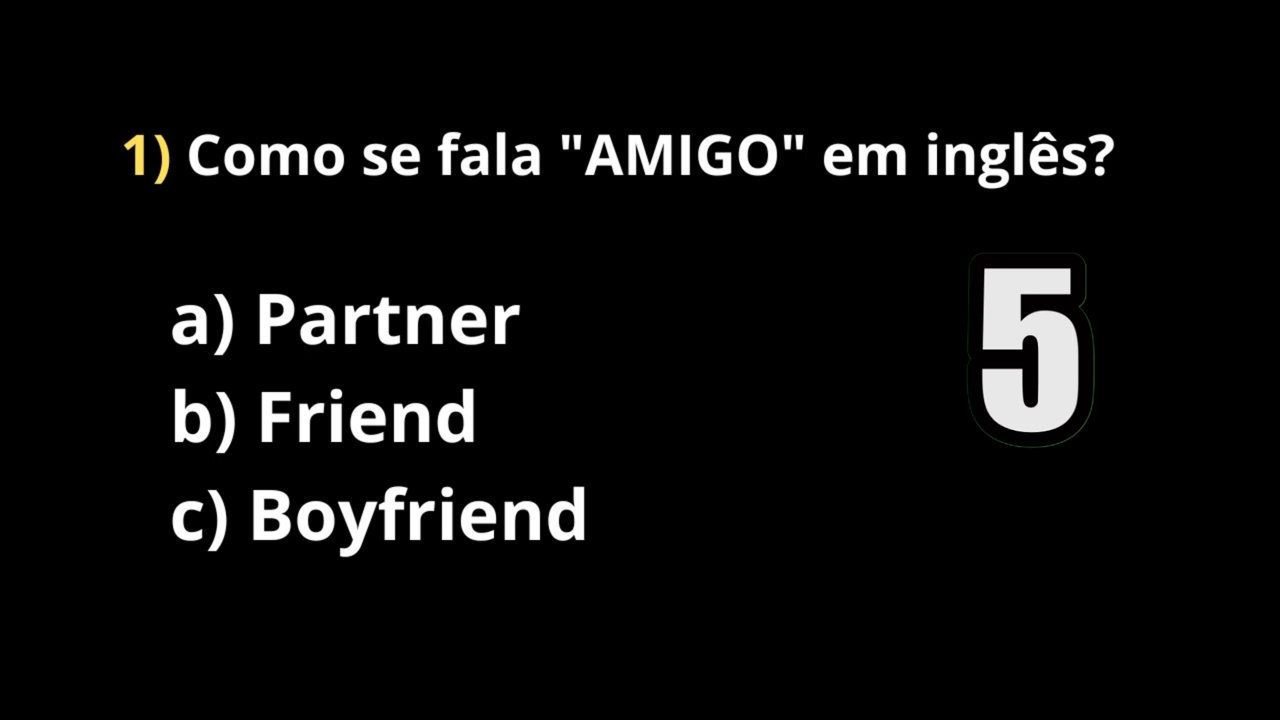 1) Como se fala "AMIGO" em inglês?
a) Partner
b) Friend
c) Boyfriend
5